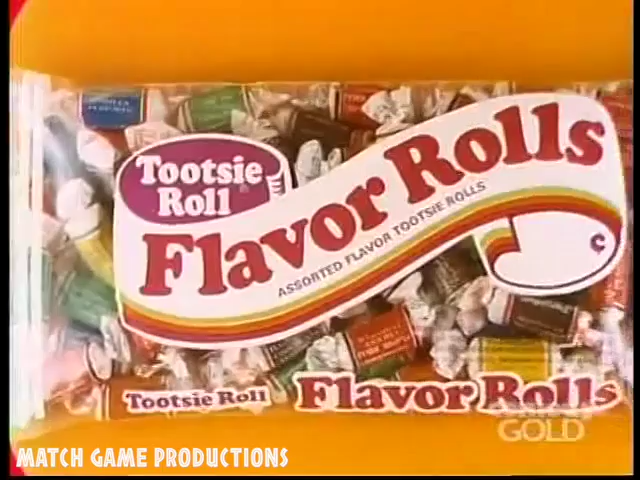 Tootsie
Roll
Flavor Rolls
ASSORTED FLAVOR TOOTSIE ROLLS
C
Tootsie Roll
Flavor Rolls
GOLD
MATCH GAME PRODUCTIONS